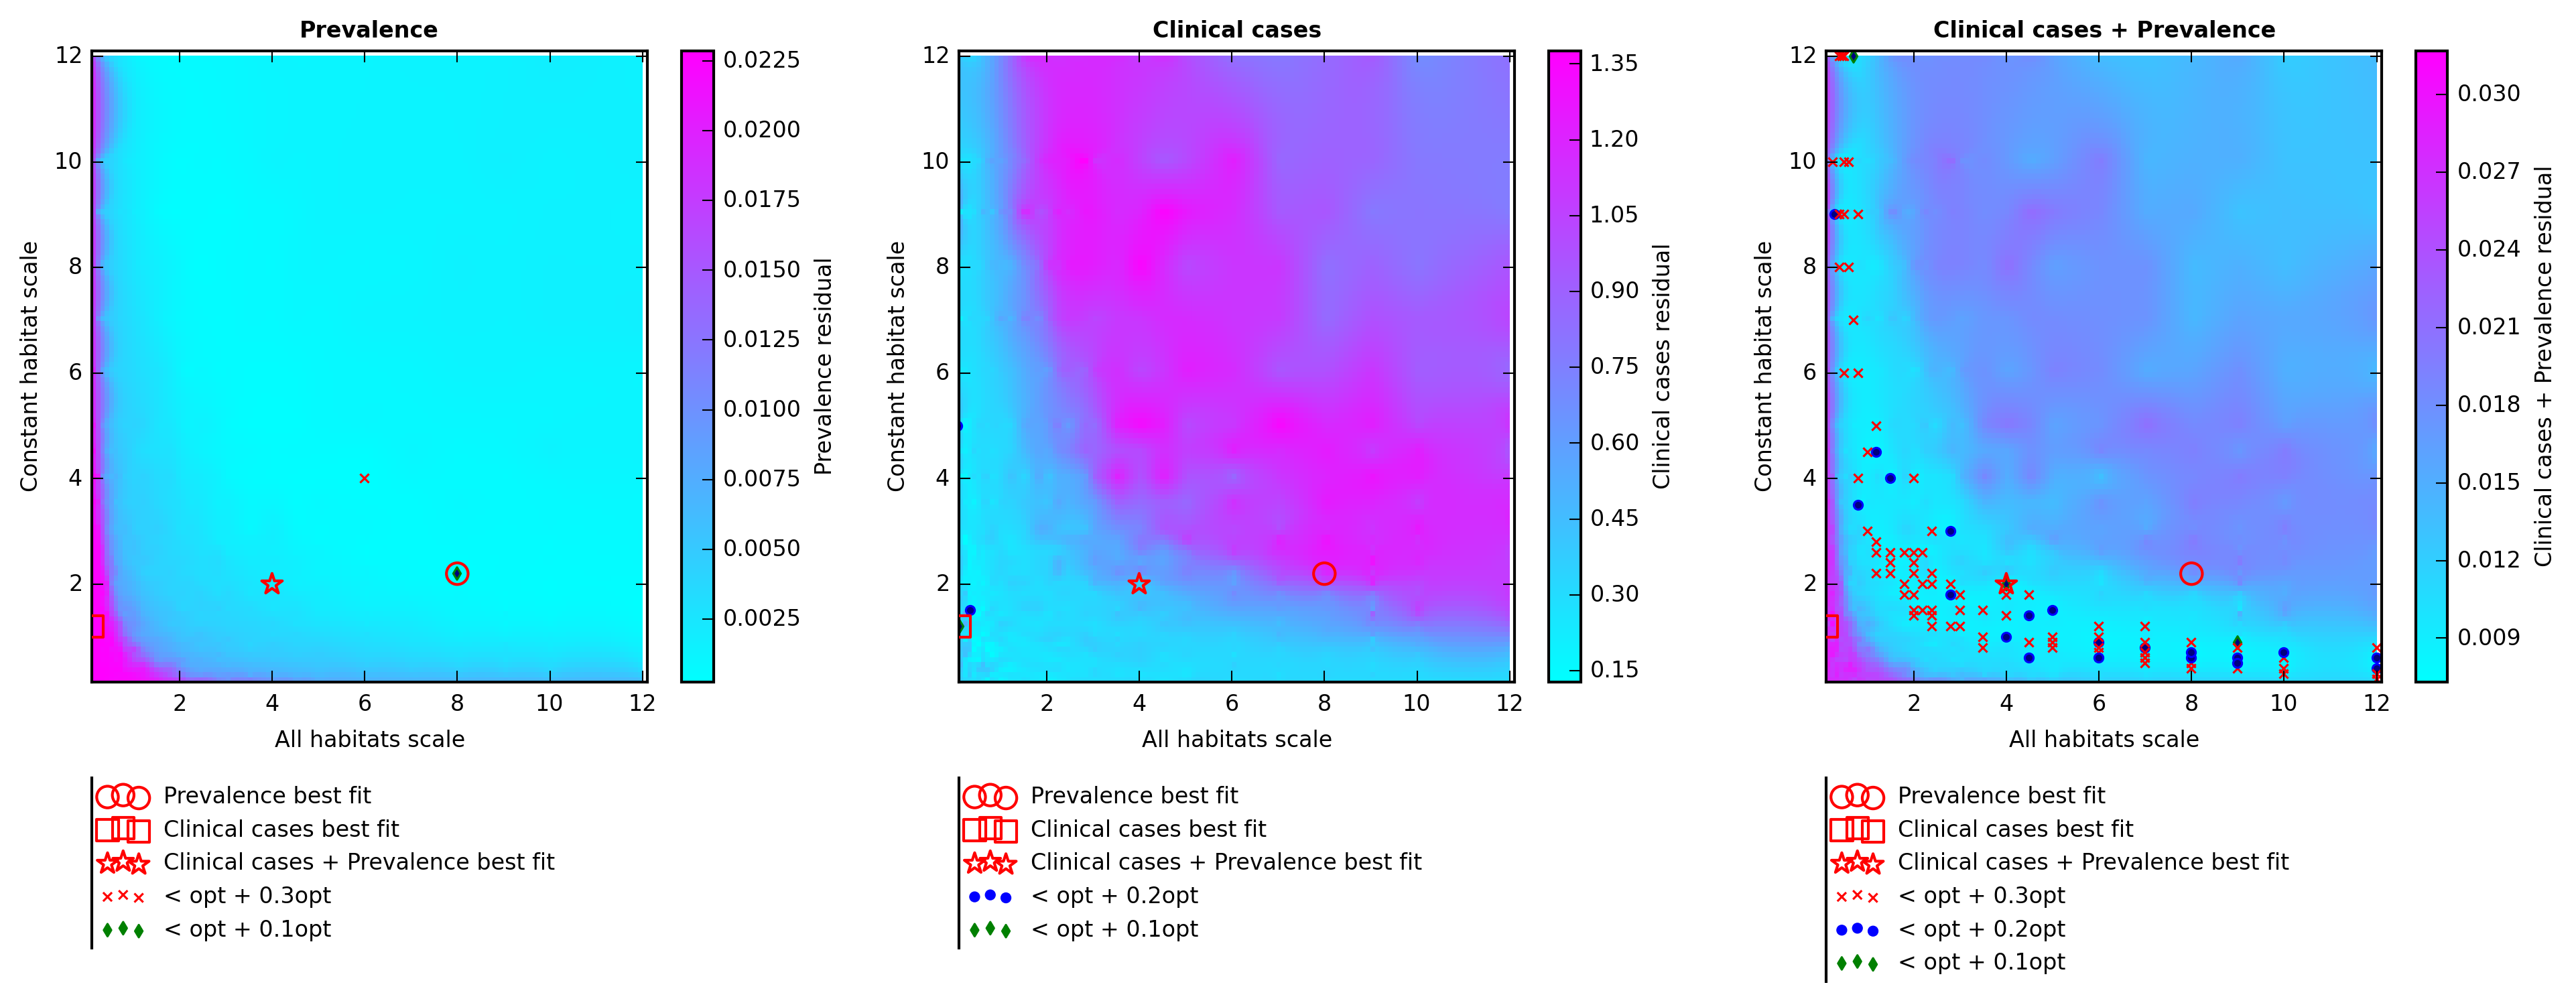 Prevalence
Clinical cases
Clinical cases + Prevalence
12
10
8
6
4
2
Constant habitat scale
2 4 6 8 10 12
All habitats scale
0.0225
0.0200
0.0175
0.0150
0.0125
0.0100
0.0075
0.0050
0.0025
Prevalence residual
12
10
8
6
4
2
Constant habitat scale
2 4 6 8 10 12
All habitats scale
1.35
1.20
1.05
0.90
0.75
0.60
0.45
0.30
0.15
Clinical cases residual
12
10
8
6
4
2
Constant habitat scale
2 4 6 8 10 12
All habitats scale
0.030
0.027
0.024
0.021
0.018
0.015
0.012
0.009
Clinical cases + Prevalence residual
Prevalence best fit
Clinical cases best fit
Clinical cases + Prevalence best fit
< opt + 0.3opt
< opt + 0.1opt
Prevalence best fit
Clinical cases best fit
Clinical cases + Prevalence best fit
< opt + 0.2opt
< opt + 0.1opt
Prevalence best fit
Clinical cases best fit
Clinical cases + Prevalence best fit
< opt + 0.3opt
< opt + 0.2opt
< opt + 0.1opt